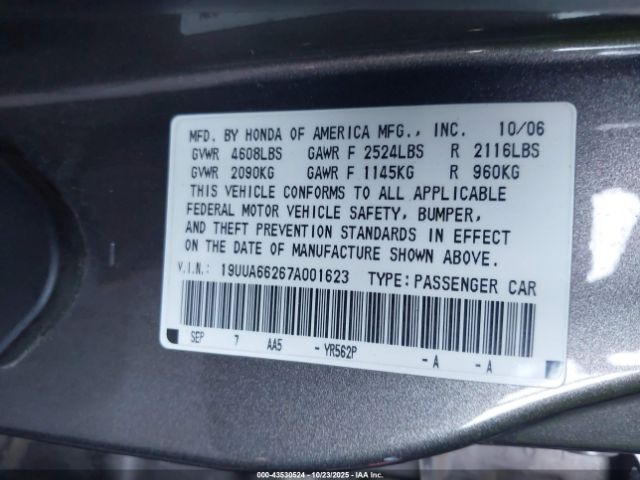 MFD. BY HONDA OF AMERICA MFG., INC. 10/06
GVWR 4608LBS GAWR F 2524LBS R 2116LBS
GVWR 2090KG GAWR F 1145KG R 960KG
THIS VEHICLE CONFORMS TO ALL APPLICABLE
FEDERAL MOTOR VEHICLE SAFETY, BUMPER,
AND THEFT PREVENTION STANDARDS IN EFFECT
ON THE DATE OF MANUFACTURE SHOWN ABOVE.
V.I.N.: 19UUA66267A001623 TYPE: PASSENGER CAR
SEP 7 AA5 -YR562P -A -A
000-43530524 | 10/23/2025 | IAAI.COM